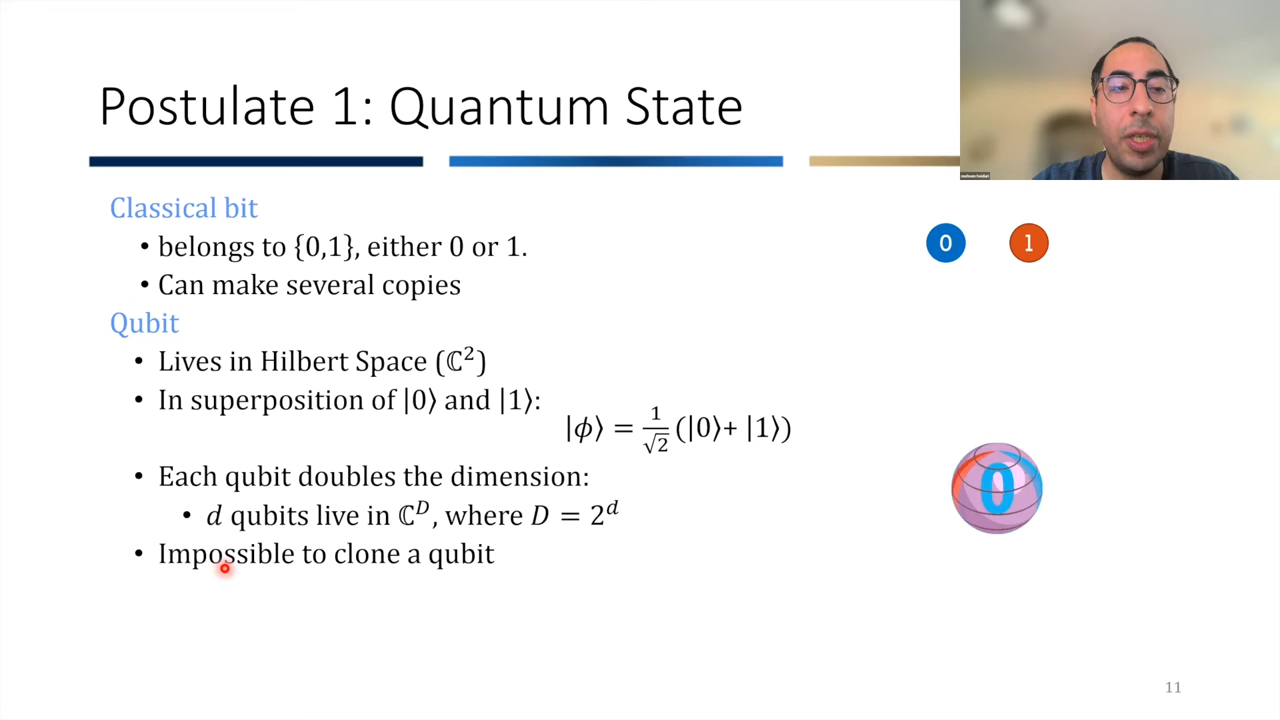 Postulate 1: Quantum State
Classical bit
• belongs to {0,1}, either 0 or 1.
• Can make several copies
0 1
Qubit
• Lives in Hilbert Space (ℂ²)
• In superposition of |0⟩ and |1⟩:
|ϕ⟩ = 1/√2 (|0⟩+ |1⟩)
• Each qubit doubles the dimension:
• d qubits live in ℂᴰ, where D = 2ᵈ
0
• Impossible to clone a qubit
11